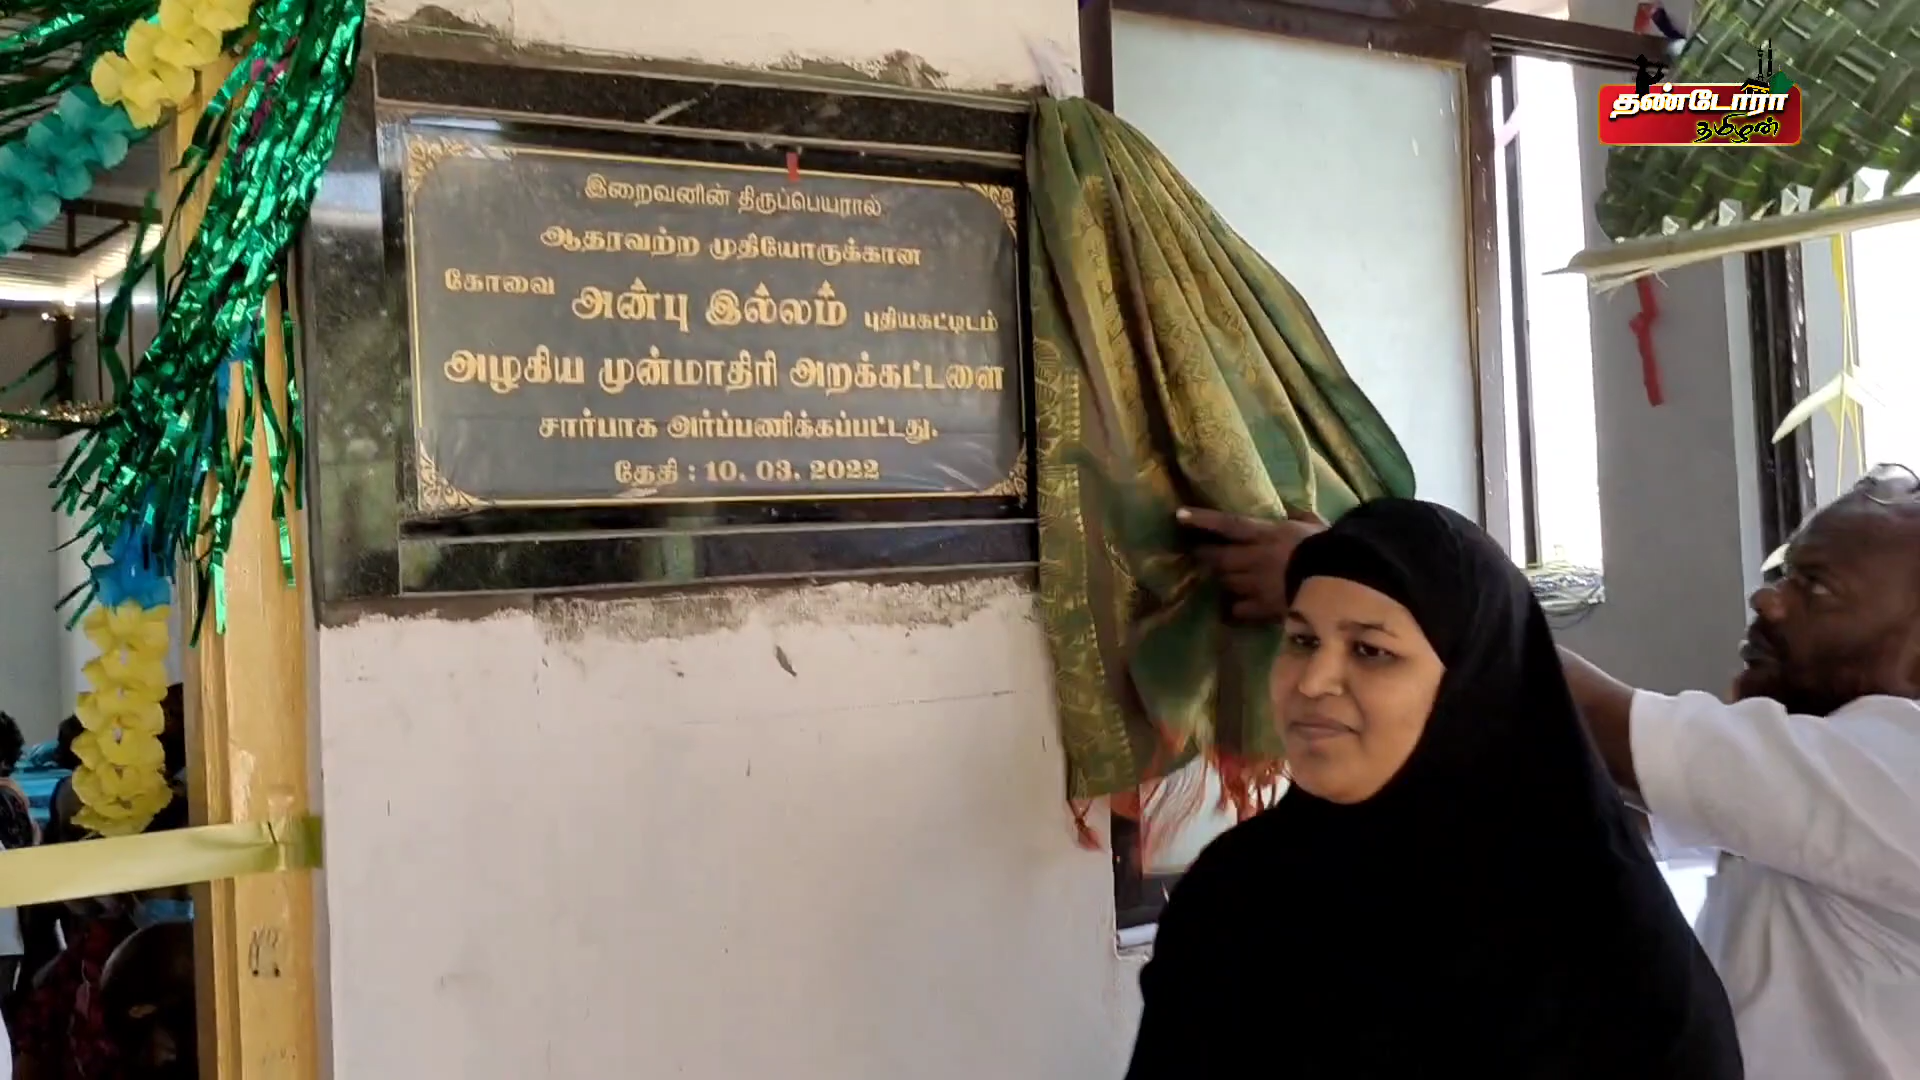 தண்டோரா
தமிழன்
இறைவனின் திருப்பெயரால்
ஆதரவற்ற முதியோருக்கான
கோவை அன்பு இல்லம் புதியகட்டிடம்
அழகிய முன்மாதிரி அறக்கட்டளை
சார்பாக அர்ப்பணிக்கப்பட்டது.
தேதி : 10. 03. 2022